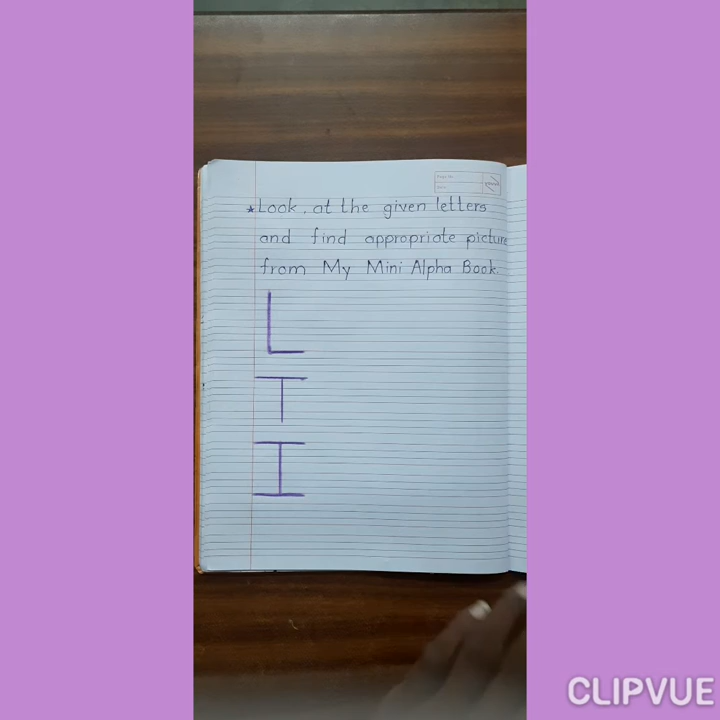 ★ Look, at the given letters
and find appropriate picture
from My Mini Alpha Book.
L
T
I
CLIPVUE